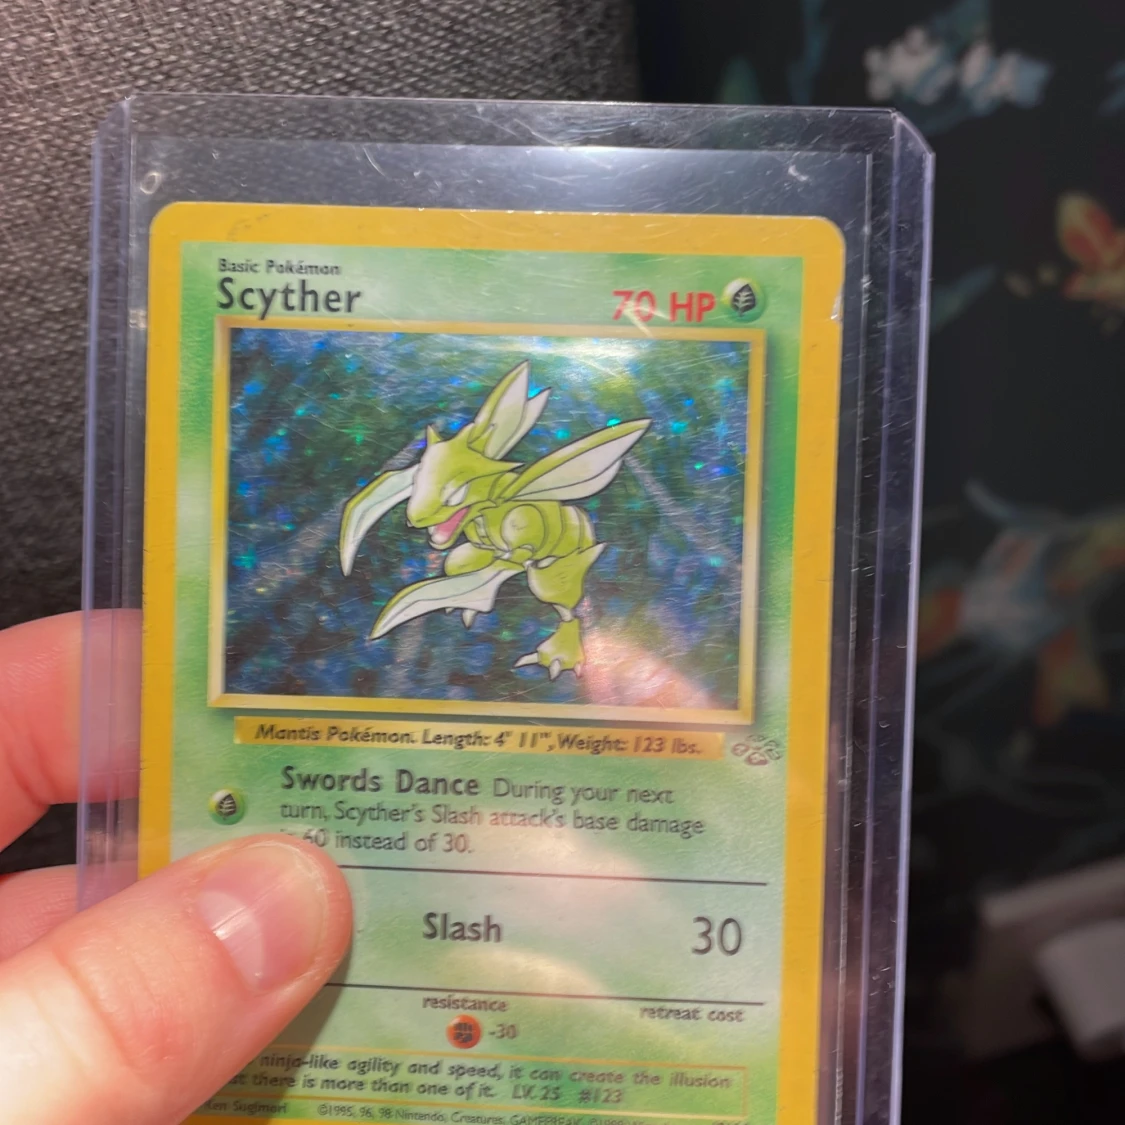 Basic Pokémon
Scyther 70 HP
Mantis Pokémon. Length: 4' 11", Weight: 123 lbs.
Swords Dance During your next
turn, Scyther's Slash attack's base damage
is 60 instead of 30.
Slash 30
resistance retreat cost
-30
ninja-like agility and speed, it can create the illusion
there is more than one of it. LV. 25 #123
Ken Sugimori ©1995, 96, 98 Nintendo, Creatures, GAMEFREAK.